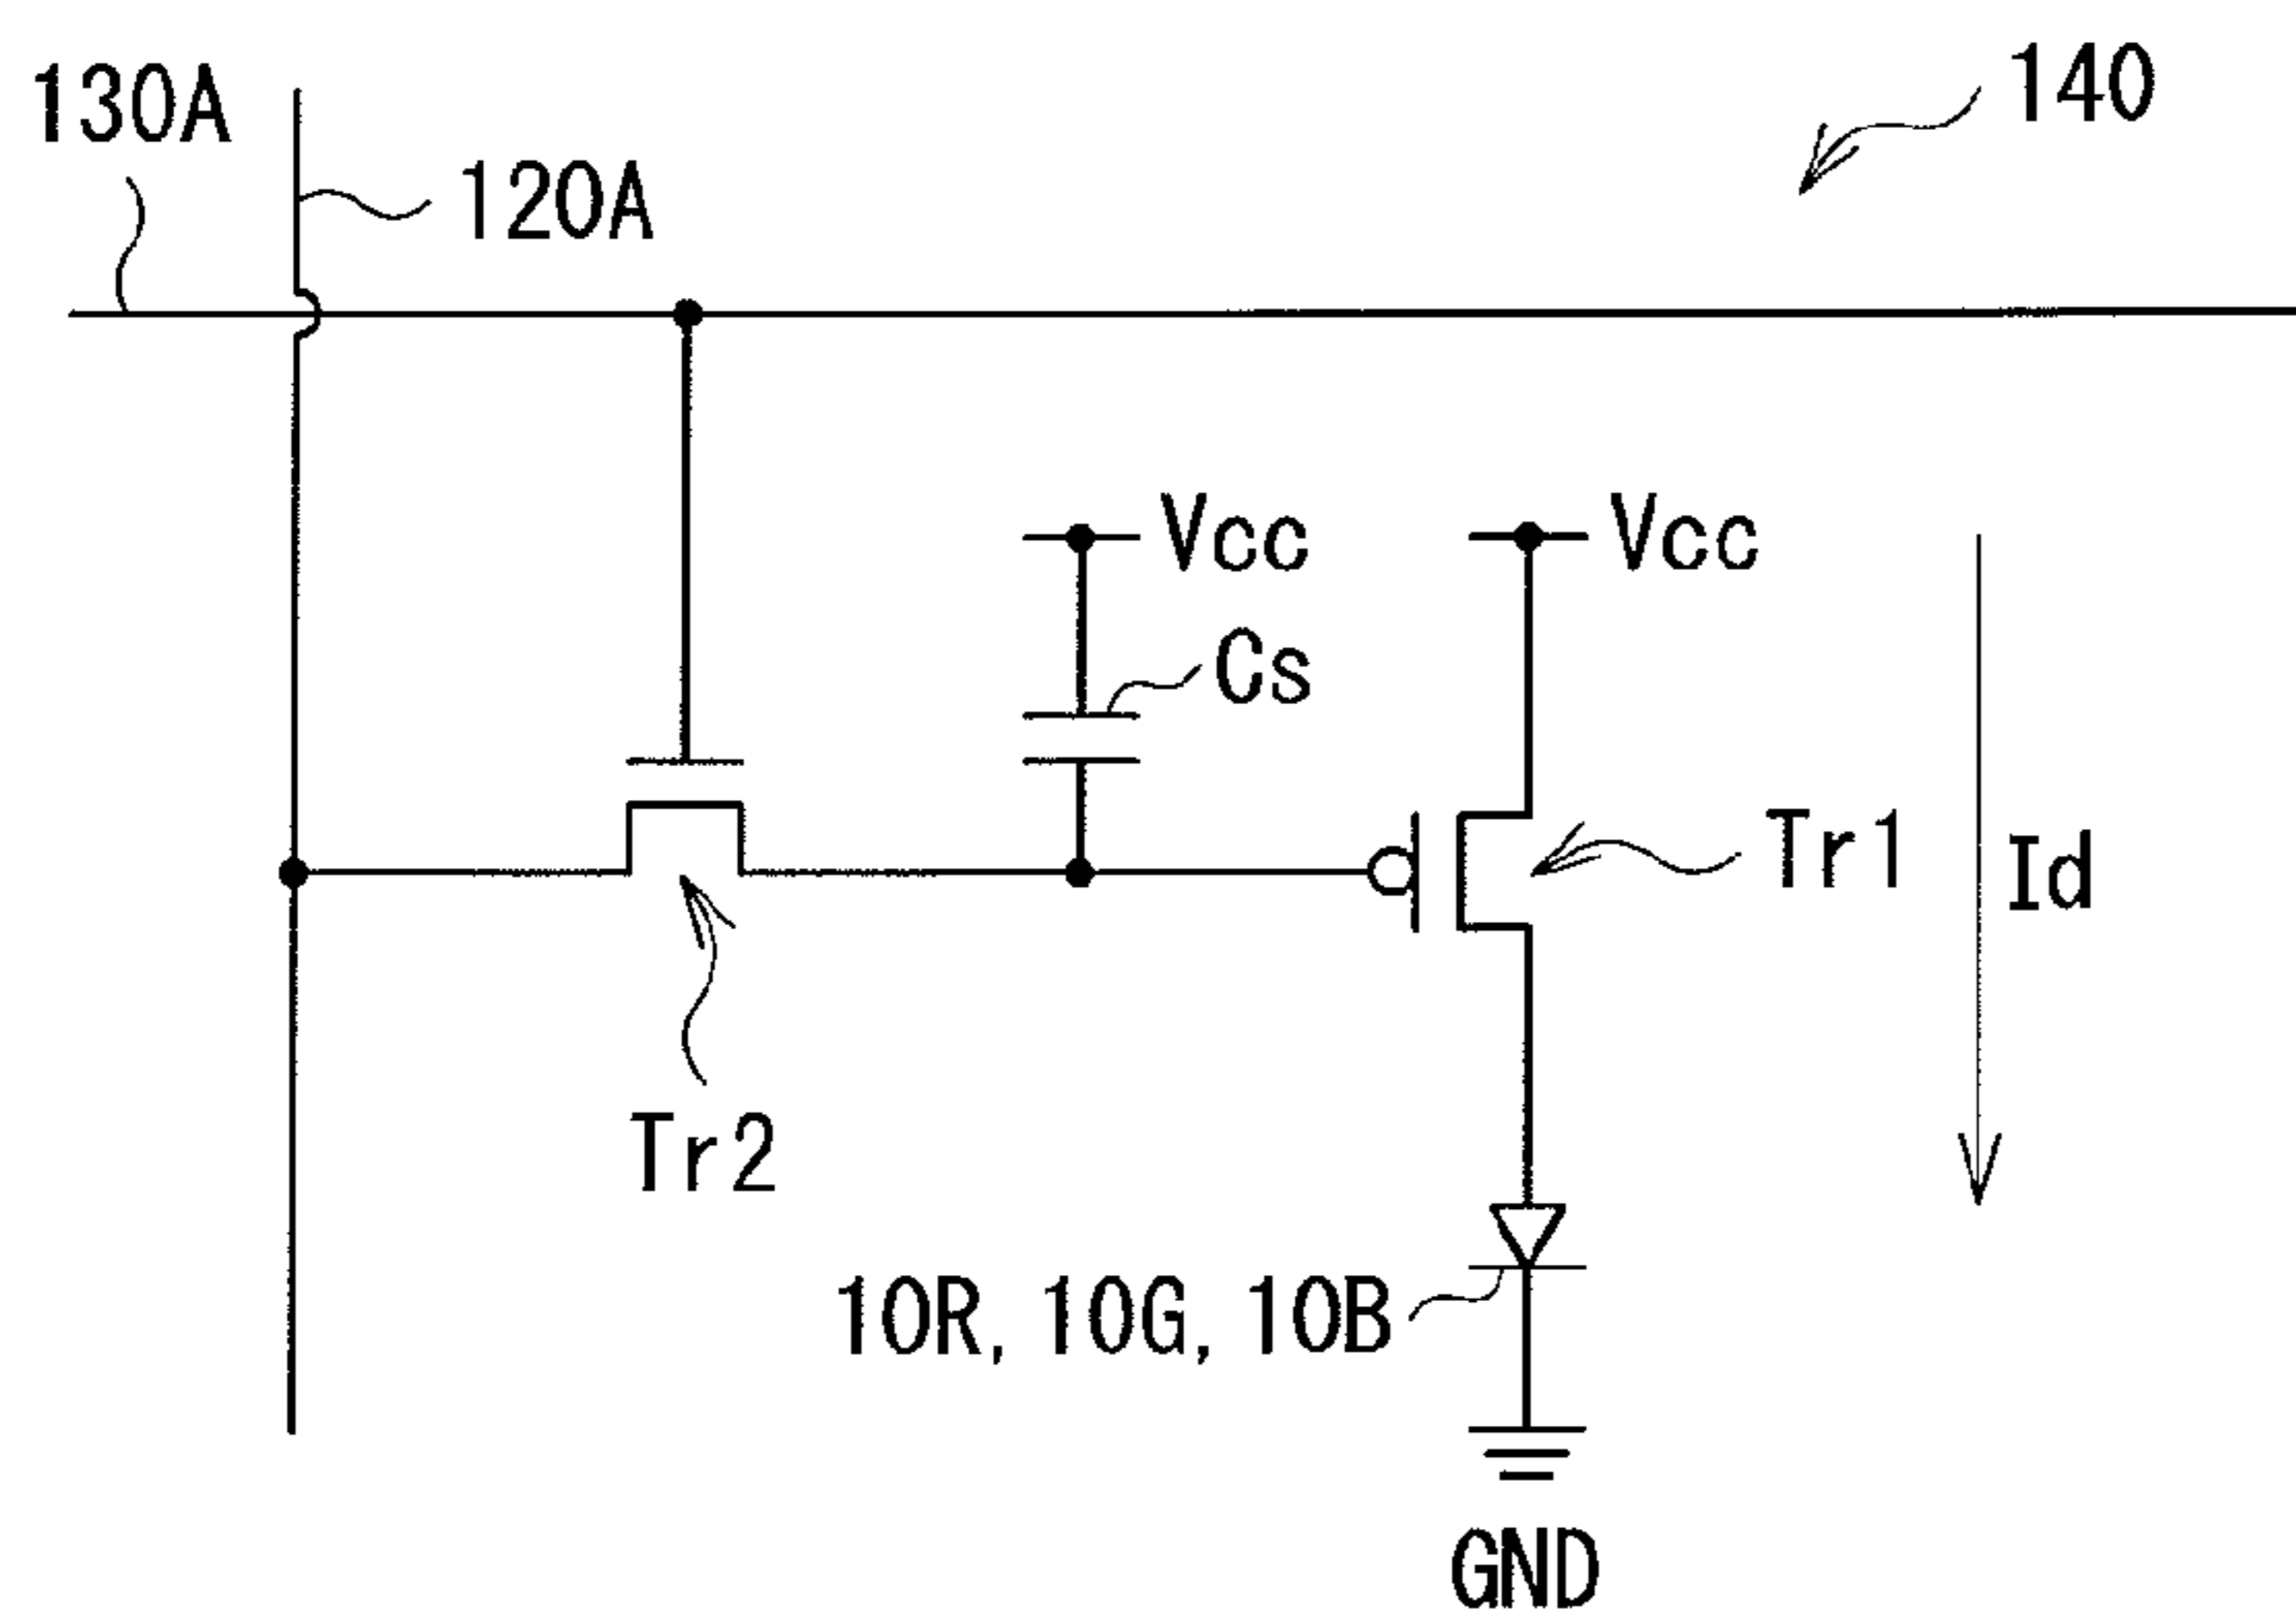 140
130A
120A
Vcc
Vcc
Cs
Tr1
Id
Tr2
10R, 10G, 10B
GND